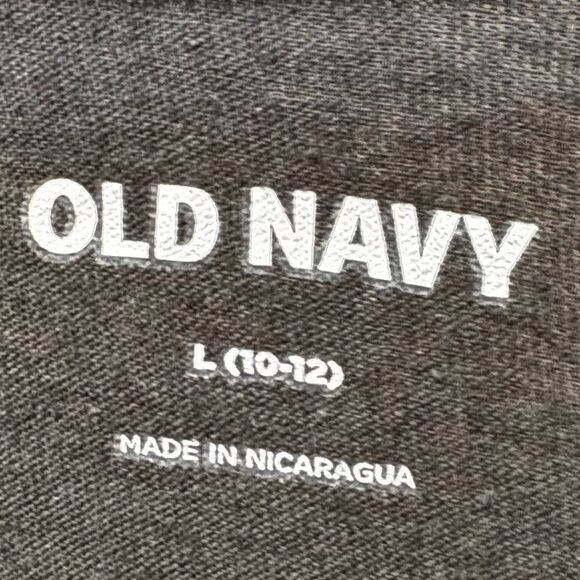 OLD NAVY
L (10-12)
MADE IN NICARAGUA